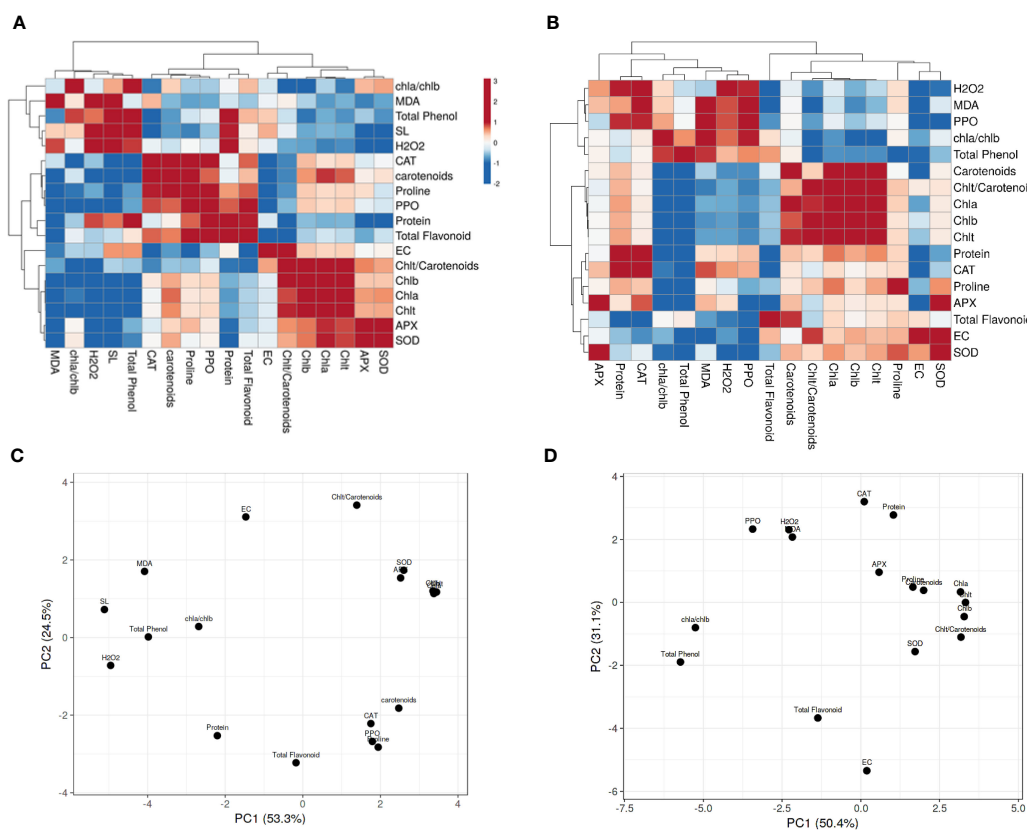 A
B
chla/chlb
MDA
Total Phenol
SL
H2O2
CAT
carotenoids
Proline
PPO
Protein
Total Flavonoid
EC
Chlt/Carotenoids
Chlb
Chla
Chlt
APX
SOD
3
2
1
0
-1
-2
MDA
chla/chlb
H2O2
SL
Total Phenol
CAT
carotenoids
Proline
PPO
Protein
Total Flavonoid
EC
Chlt/Carotenoids
Chlb
Chla
Chlt
APX
SOD
H2O2
MDA
PPO
chla/chlb
Total Phenol
Carotenoids
Chlt/Caroteno
Chla
Chlb
Chlt
Protein
CAT
Proline
APX
Total Flavonoi
EC
SOD
APX
Protein
CAT
chla/chlb
Total Phenol
MDA
H2O2
PPO
Total Flavonoid
Carotenoids
Chlt/Carotenoids
Chla
Chlb
Chlt
Proline
EC
SOD
C
4
2
0
-2
-4
PC2 (24.5%)
-4
-2
0
2
4
PC1 (53.3%)
Chlt/Carotenoids
EC
MDA
SOD
SL
chla/chlb
Total Phenol
H2O2
carotenoids
CAT
PPO
Proline
Protein
Total Flavonoid
D
4
2
0
-2
-4
-6
PC2 (31.1%)
-7.5
-5.0
-2.5
0.0
2.5
5.0
PC1 (50.4%)
CAT
Protein
PPO
H2O2
MDA
APX
Proline
Carotenoids
Chla
Chlt
Chlb
Chlt/Carotenoids
chla/chlb
SOD
Total Phenol
Total Flavonoid
EC